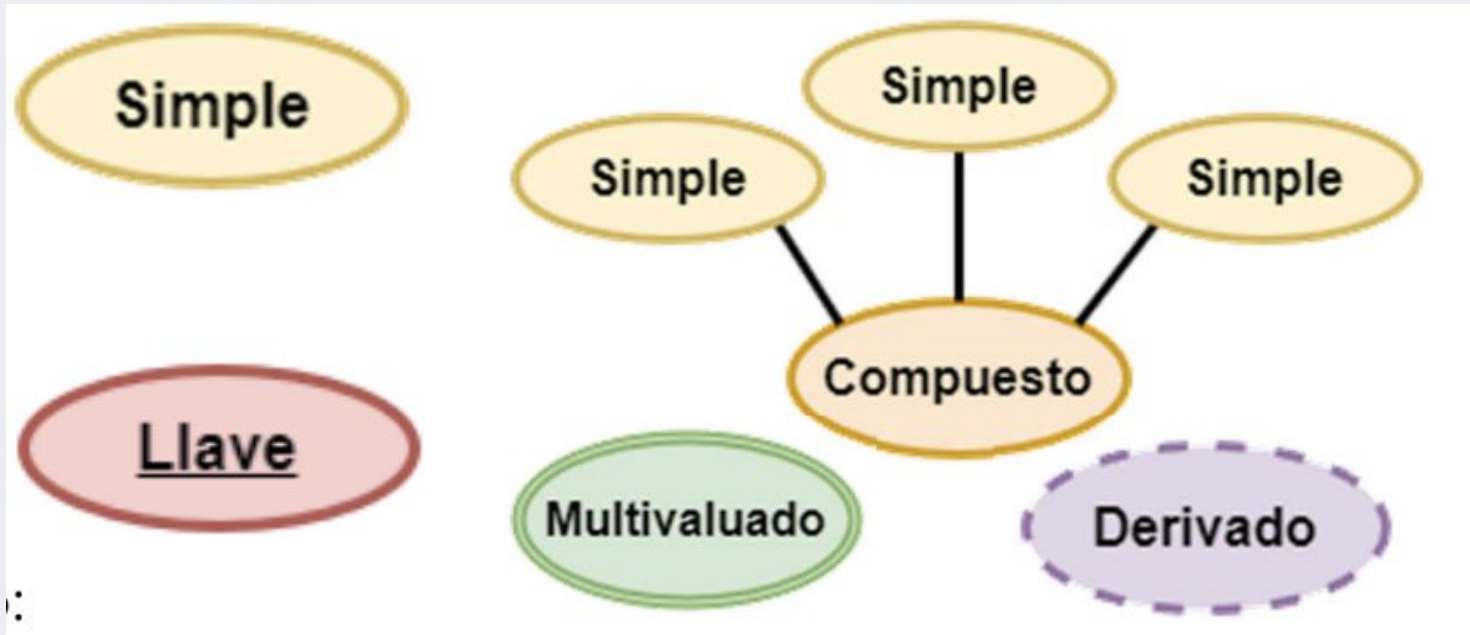 Simple
Simple
Simple
Simple
Compuesto
Llave
Multivaluado
Derivado
: